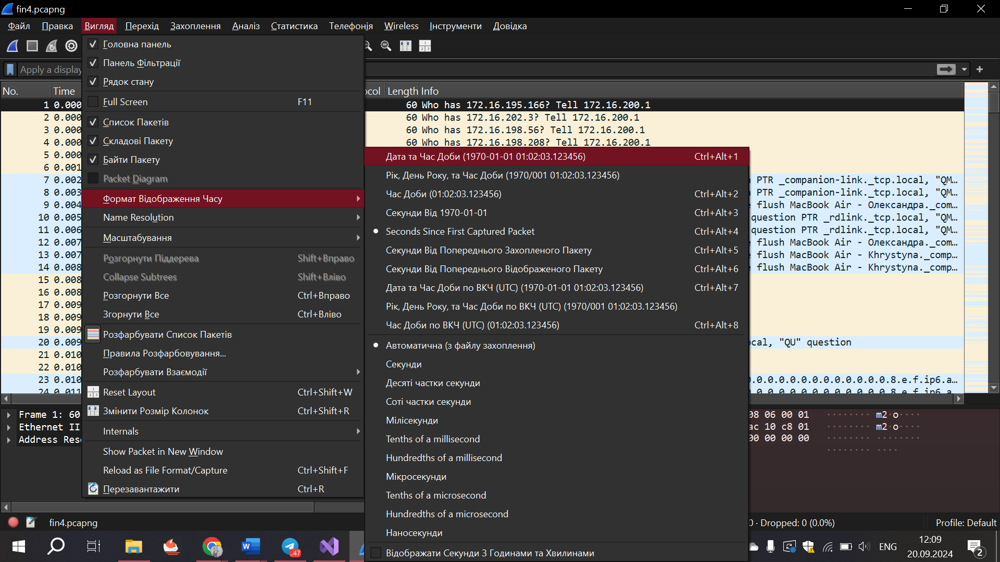 fin4.pcapng
Файл Правка Вигляд Перехід Захоплення Аналіз Статистика Телефонія Wireless Інструменти Довідка
Apply a display
No. Time ocol Length Info
1 0.000 60 Who has 172.16.195.166? Tell 172.16.200.1
2 0.000 60 Who has 172.16.202.3? Tell 172.16.200.1
3 0.000 60 Who has 172.16.198.56? Tell 172.16.200.1
4 0.000 60 Who has 172.16.198.208? Tell 172.16.200.1
5 0.000
6 0.001
7 0.002 PTR _companion-link._tcp.local, "QM…
8 0.003 PTR _companion-link._tcp.local, "QM…
9 0.004 flush MacBook Air - Олександра._com…
10 0.005 question PTR _rdlink._tcp.local, "QM…
11 0.006 question PTR _rdlink._tcp.local, "QM…
12 0.007 flush MacBook Air - Олександра._com…
13 0.007 flush MacBook Air - Khrystyna._comp…
14 0.008 flush MacBook Air - Khrystyna._comp…
15 0.008
16 0.008
17 0.009
18 0.009
19 0.009
20 0.009 cal, "QU" question
21 0.010
22 0.010
23 0.010 .0.0.0.0.0.0.0.0.0.0.0.0.8.e.f.ip6.a…
24 0.011 0.0.0.0.0.0.0.0.0.0.0.0.8.e.f.ip6.a
Головна панель
Панель Фільтрації
Рядок стану
Full Screen F11
Список Пакетів
Складові Пакету
Байти Пакету
Packet Diagram
Формат Відображення Часу
Name Resolution
Масштабування
Розгорнути Піддерева Shift+Вправо
Collapse Subtrees Shift+Вліво
Розгорнути Все Ctrl+Вправо
Згорнути Все Ctrl+Вліво
Розфарбувати Список Пакетів
Правила Розфарбовування...
Розфарбувати Взаємодії
Reset Layout Ctrl+Shift+W
Змінити Розмір Колонок Ctrl+Shift+R
Internals
Show Packet in New Window
Reload as File Format/Capture Ctrl+Shift+F
Перезавантажити Ctrl+R
Дата та Час Доби (1970-01-01 01:02:03.123456) Ctrl+Alt+1
Рік, День Року, та Час Доби (1970/001 01:02:03.123456)
Час Доби (01:02:03.123456) Ctrl+Alt+2
Секунди Від 1970-01-01 Ctrl+Alt+3
Seconds Since First Captured Packet Ctrl+Alt+4
Секунди Від Попереднього Захопленого Пакету Ctrl+Alt+5
Секунди Від Попереднього Відображеного Пакету Ctrl+Alt+6
Дата та Час Доби по ВКЧ (UTC) (1970-01-01 01:02:03.123456) Ctrl+Alt+7
Рік, День Року, та Час Доби по ВКЧ (UTC) (1970/001 01:02:03.123456)
Час Доби по ВКЧ (UTC) (01:02:03.123456) Ctrl+Alt+8
Автоматична (з файлу захоплення)
Секунди
Десяті частки секунди
Соті частки секунди
Мілісекунди
Tenths of a millisecond
Hundredths of a millisecond
Мікросекунди
Tenths of a microsecond
Hundredths of a microsecond
Наносекунди
Відображати Секунди З Годинами та Хвилинами
Frame 1: 60
Ethernet II
Address Res
08 06 00 01 ········ m2·o····
ac 10 c8 01 ········ m2·o····
00 00 00 00 ········ ········
········ ····
fin4.pcapng
0 · Dropped: 0 (0.0%) Profile: Default
..47
ENG
12:09
20.09.2024
2